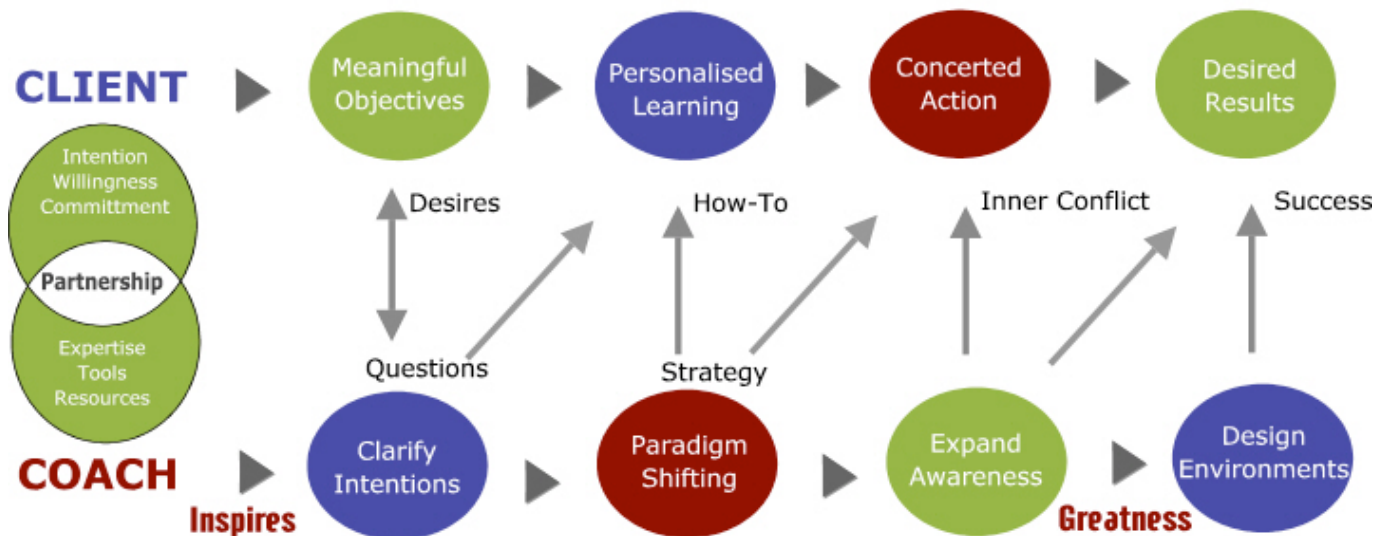 CLIENT
Meaningful
Objectives
Personalised
Learning
Concerted
Action
Desired
Results
Intention
Willingness
Committment
Partnership
Expertise
Tools
Resources
Desires
How-To
Inner Conflict
Success
Questions
Strategy
COACH
Inspires
Clarify
Intentions
Paradigm
Shifting
Expand
Awareness
Greatness
Design
Environments